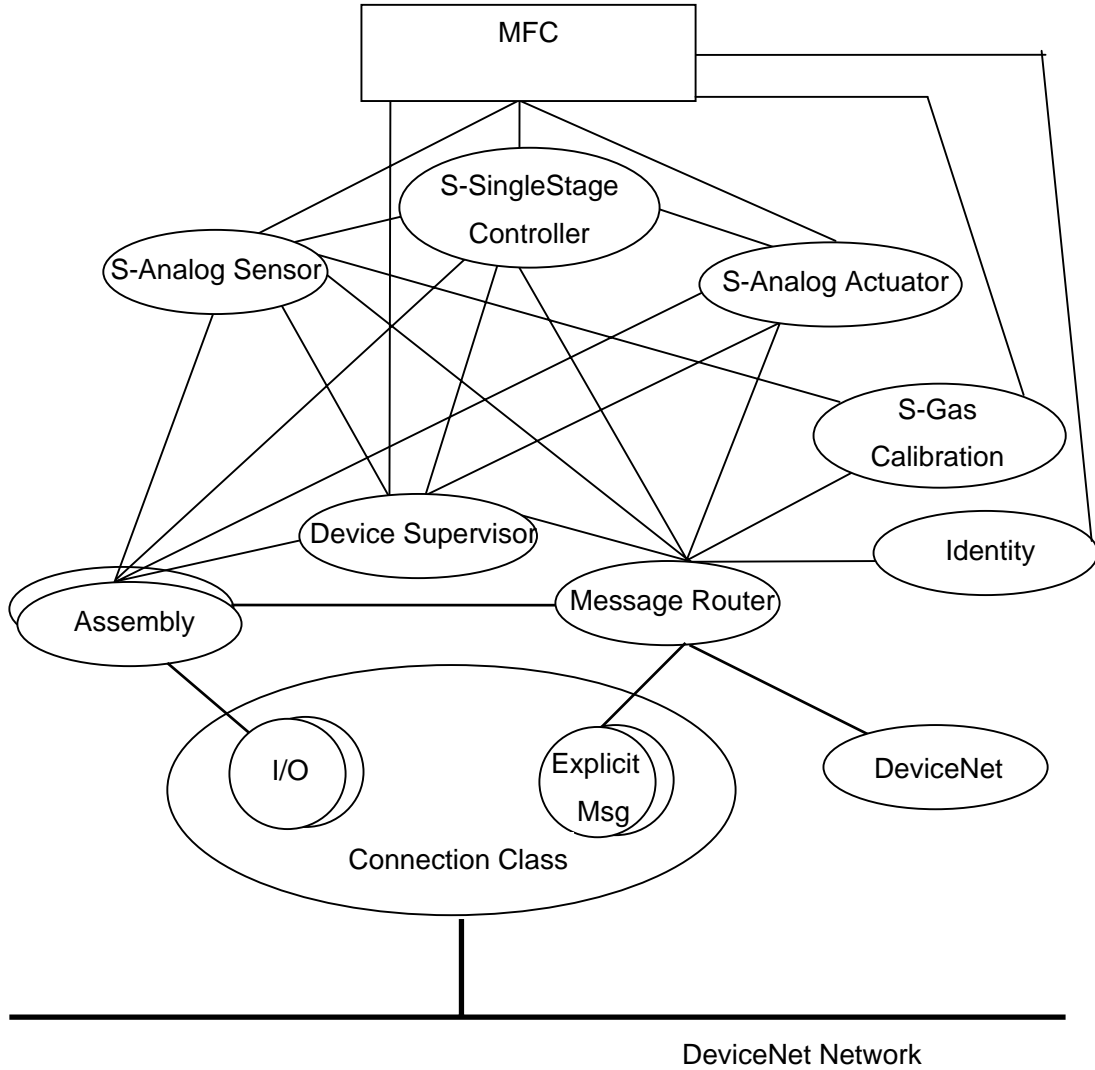 MFC
S-SingleStage
Controller
S-Analog Sensor
S-Analog Actuator
S-Gas
Calibration
Device Supervisor
Identity
Message Router
Assembly
I/O
Explicit
Msg
DeviceNet
Connection Class
DeviceNet Network